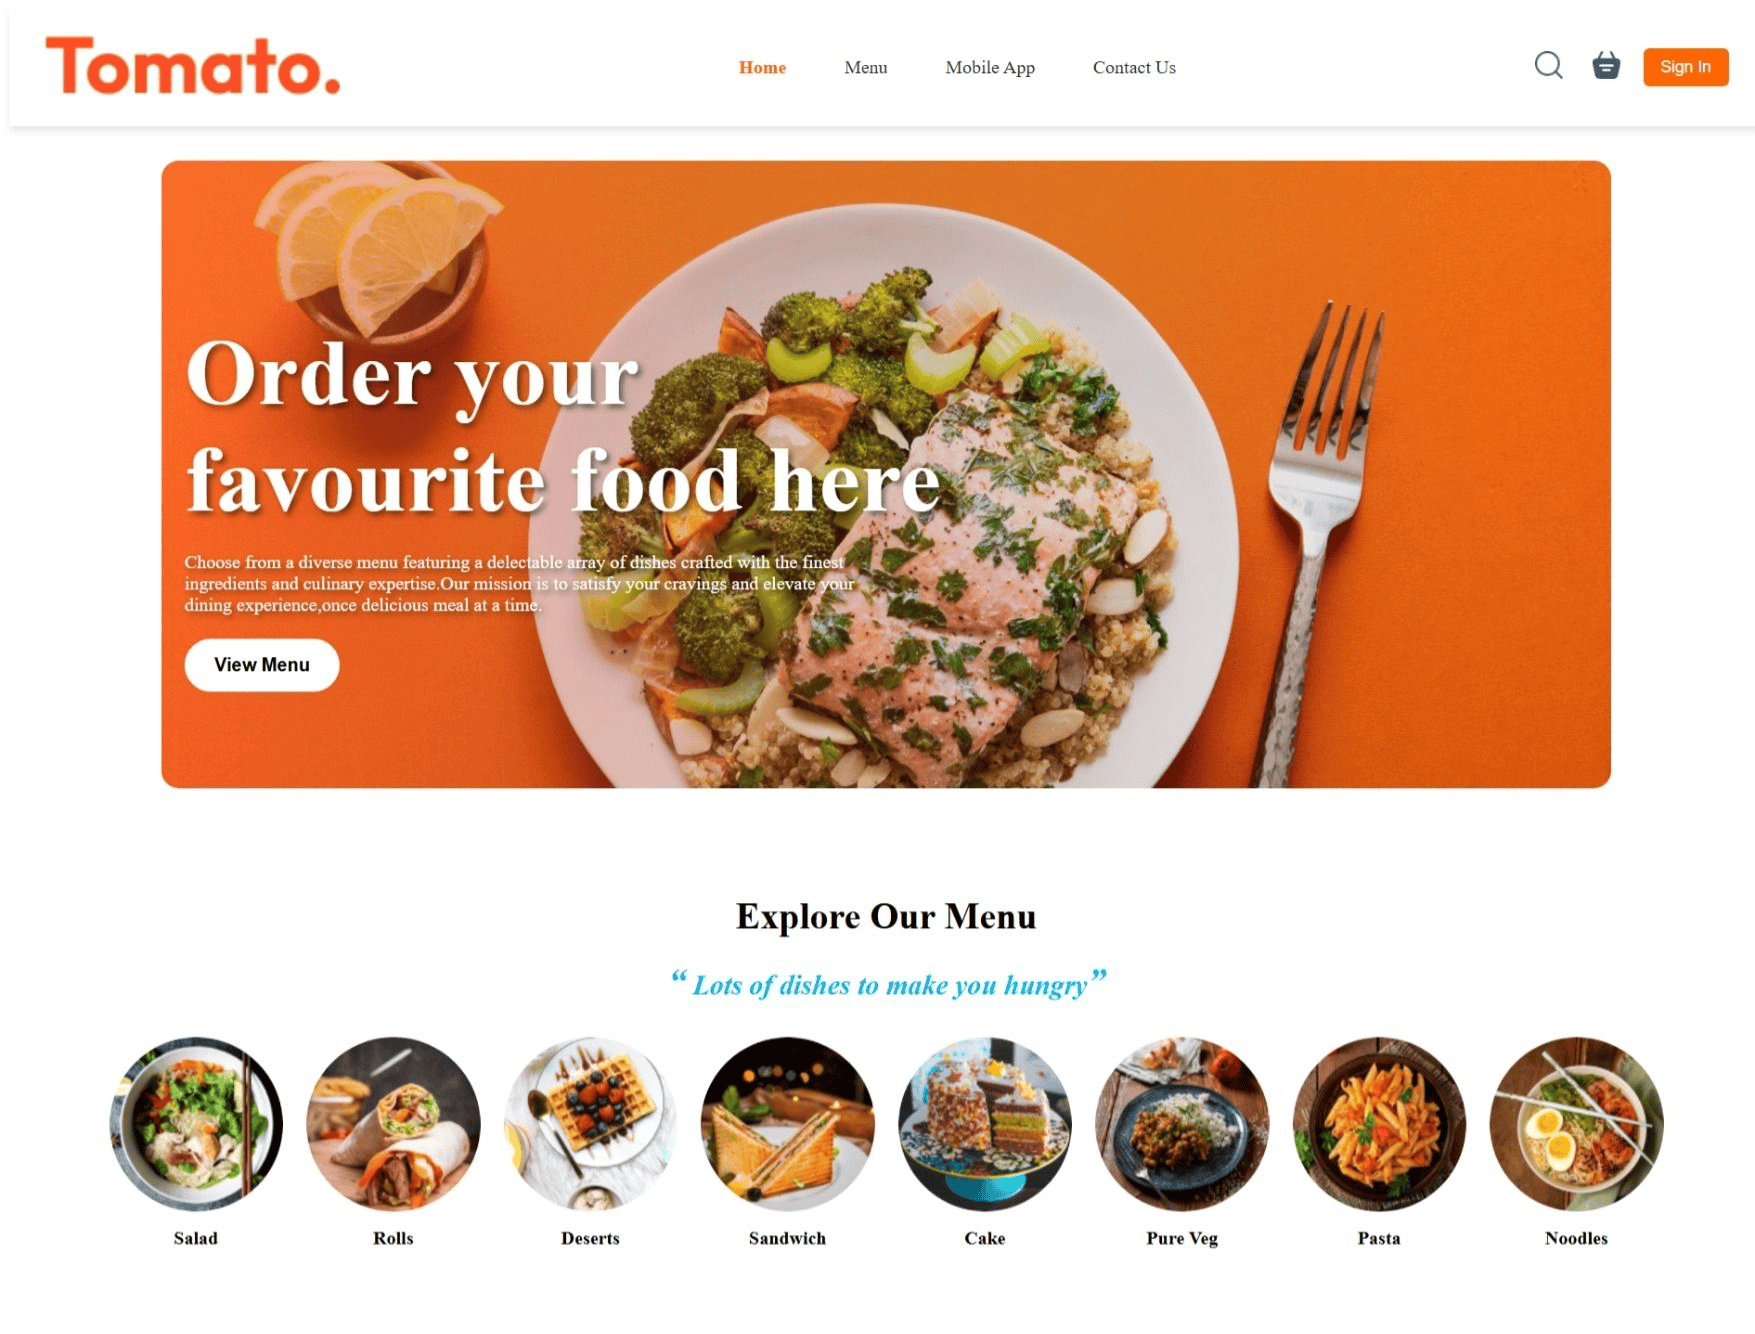 Tomato.
Home
Menu
Mobile App
Contact Us
Sign In
Order your
favourite food here
Choose from a diverse menu featuring a delectable array of dishes crafted with the finest
ingredients and culinary expertise.Our mission is to satisfy your cravings and elevate your
dining experience,once delicious meal at a time.
View Menu
Explore Our Menu
“ Lots of dishes to make you hungry”
Salad
Rolls
Deserts
Sandwich
Cake
Pure Veg
Pasta
Noodles